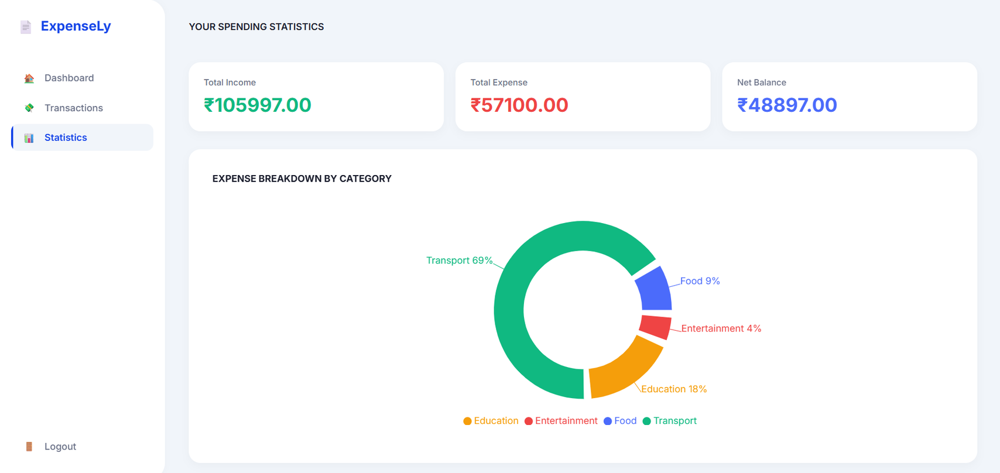 ExpenseLy
Dashboard
Transactions
Statistics
Logout
YOUR SPENDING STATISTICS
Total Income
₹105997.00
Total Expense
₹57100.00
Net Balance
₹48897.00
EXPENSE BREAKDOWN BY CATEGORY
Transport 69%
Food 9%
Entertainment 4%
Education 18%
Education Entertainment Food Transport